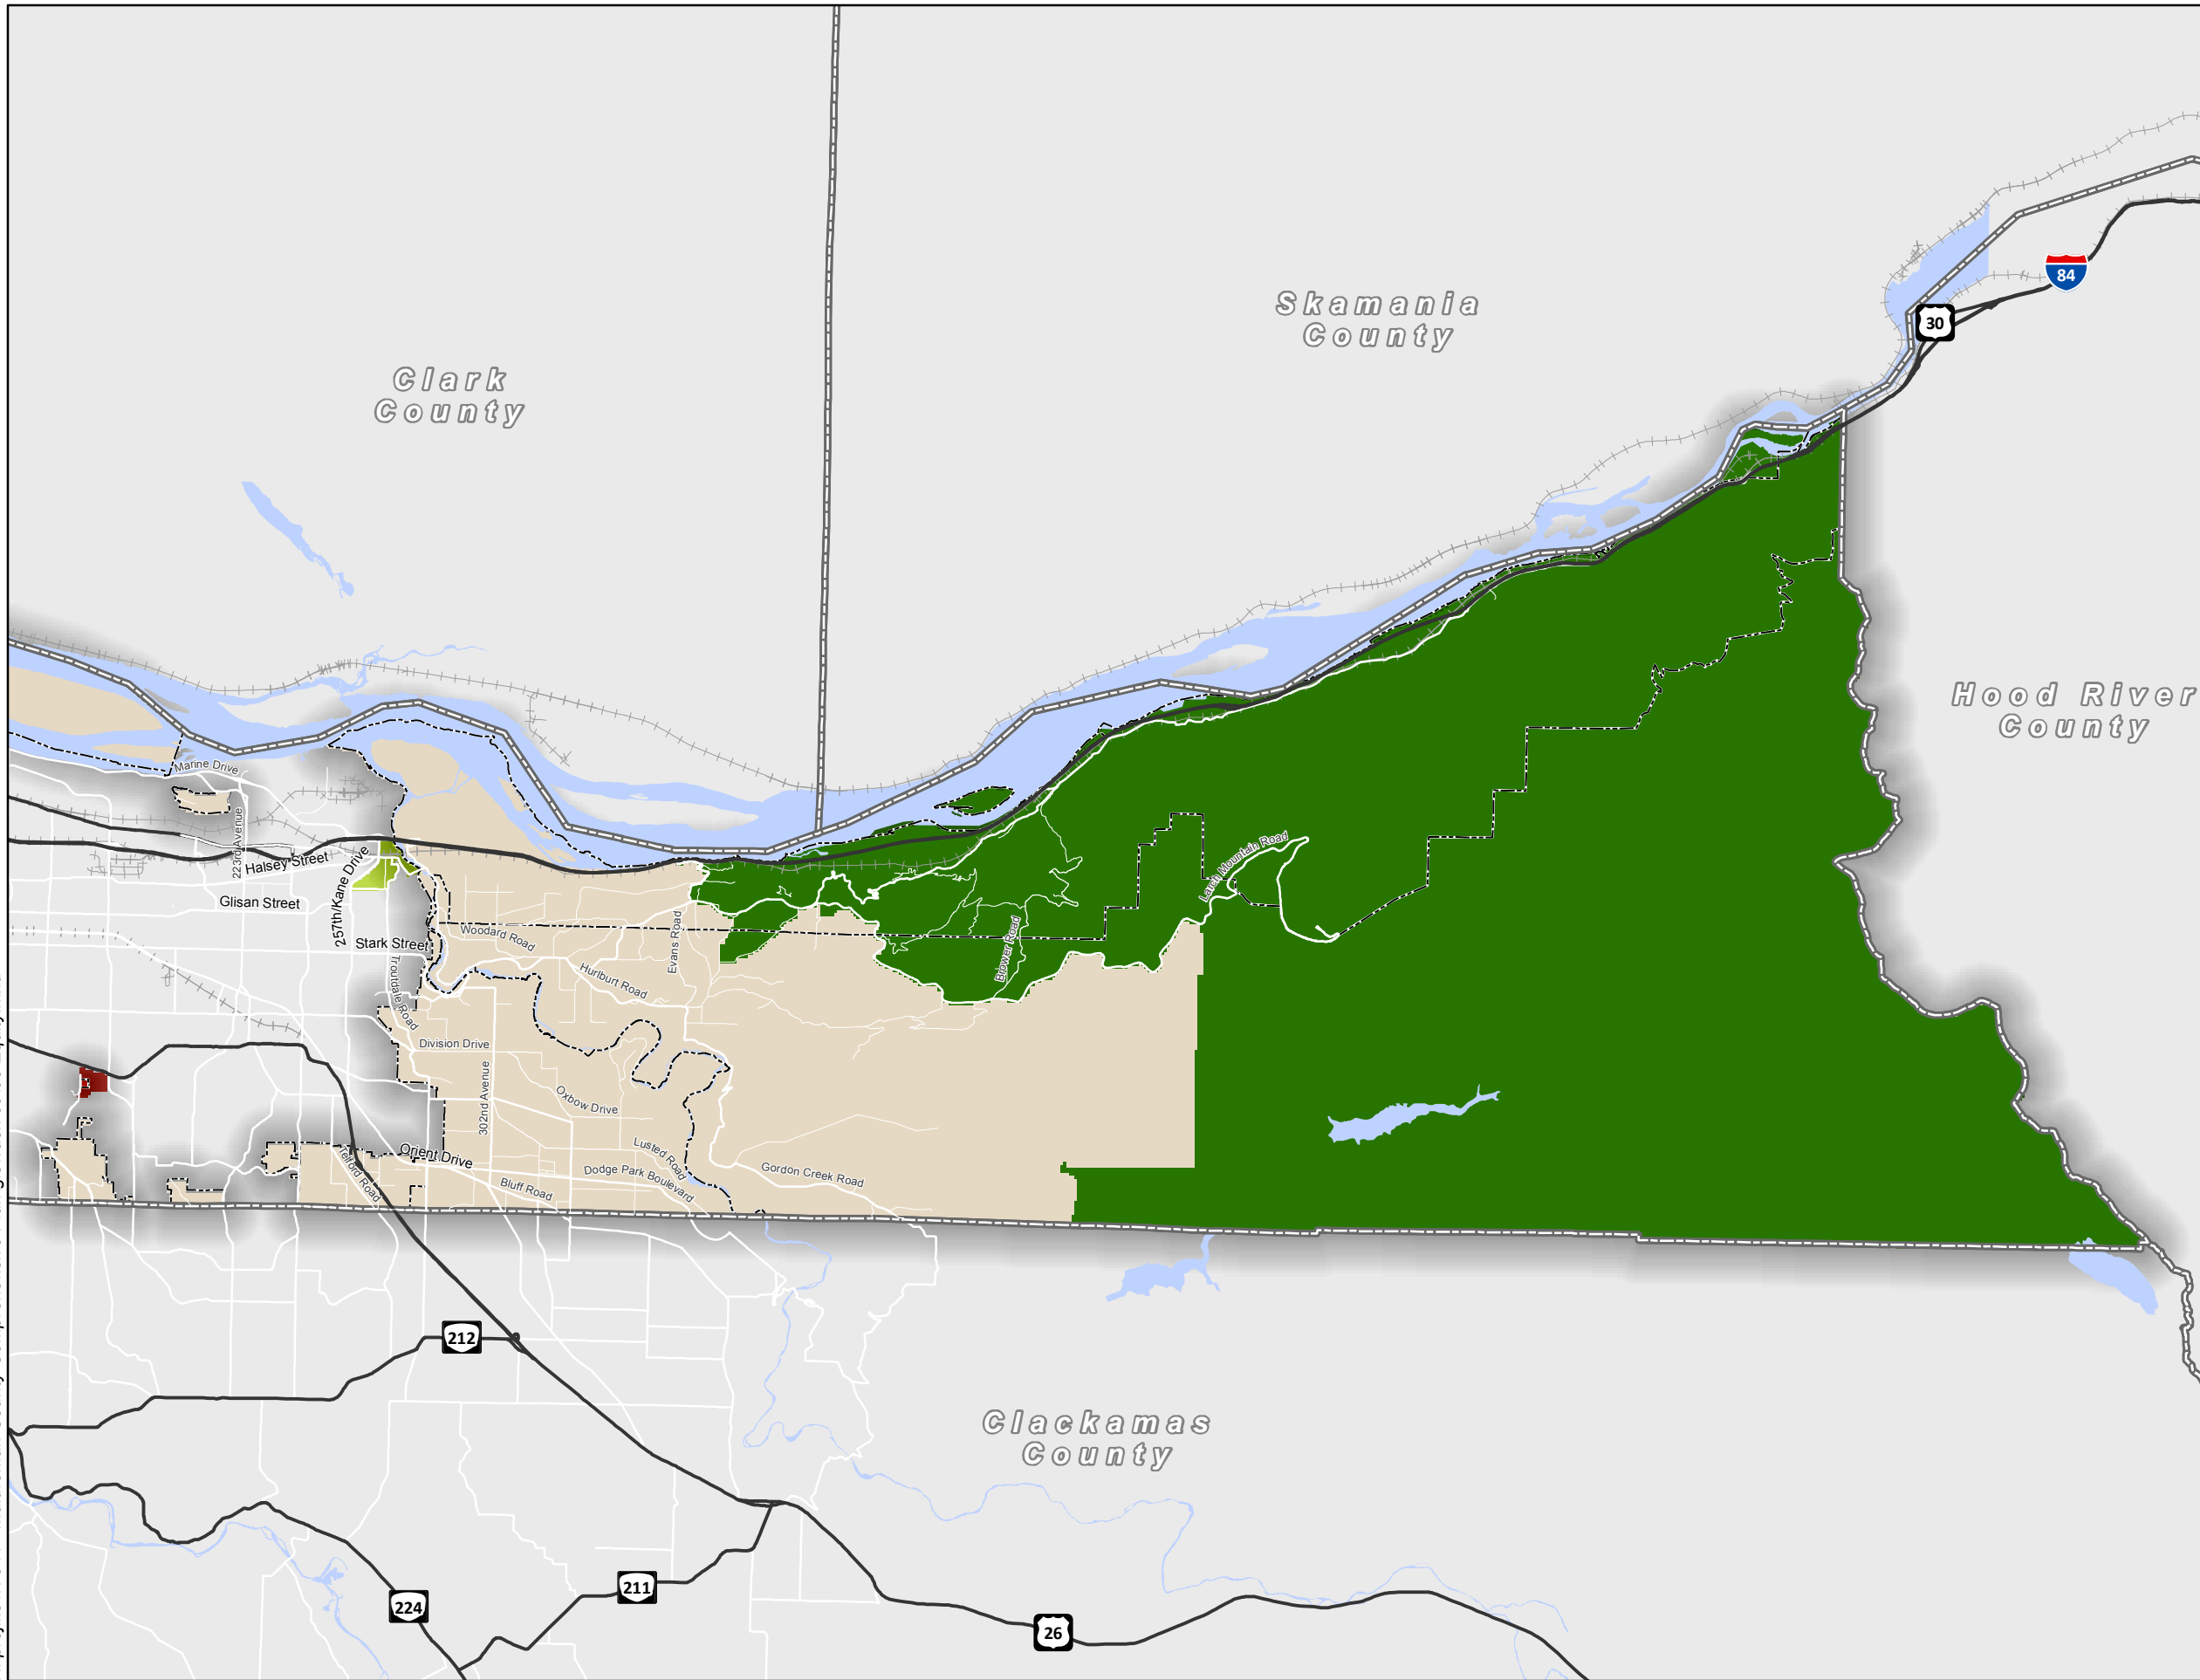 Skamania
County
84
30
Clark
County
Hood River
County
Marine Drive
223rd Avenue
Halsey Street
257th/Kane Drive
Larch Mountain Road
Glisan Street
Evans Road
Woodard Road
Stark Street
Blower Road
Troutdale Road
Hurlburt Road
Division Drive
302nd Avenue
Oxbow Drive
Orient Drive
Lusted Road
Telford Road
Dodge Park Boulevard
Gordon Creek Road
Bluff Road
212
Clackamas
County
211
224
26